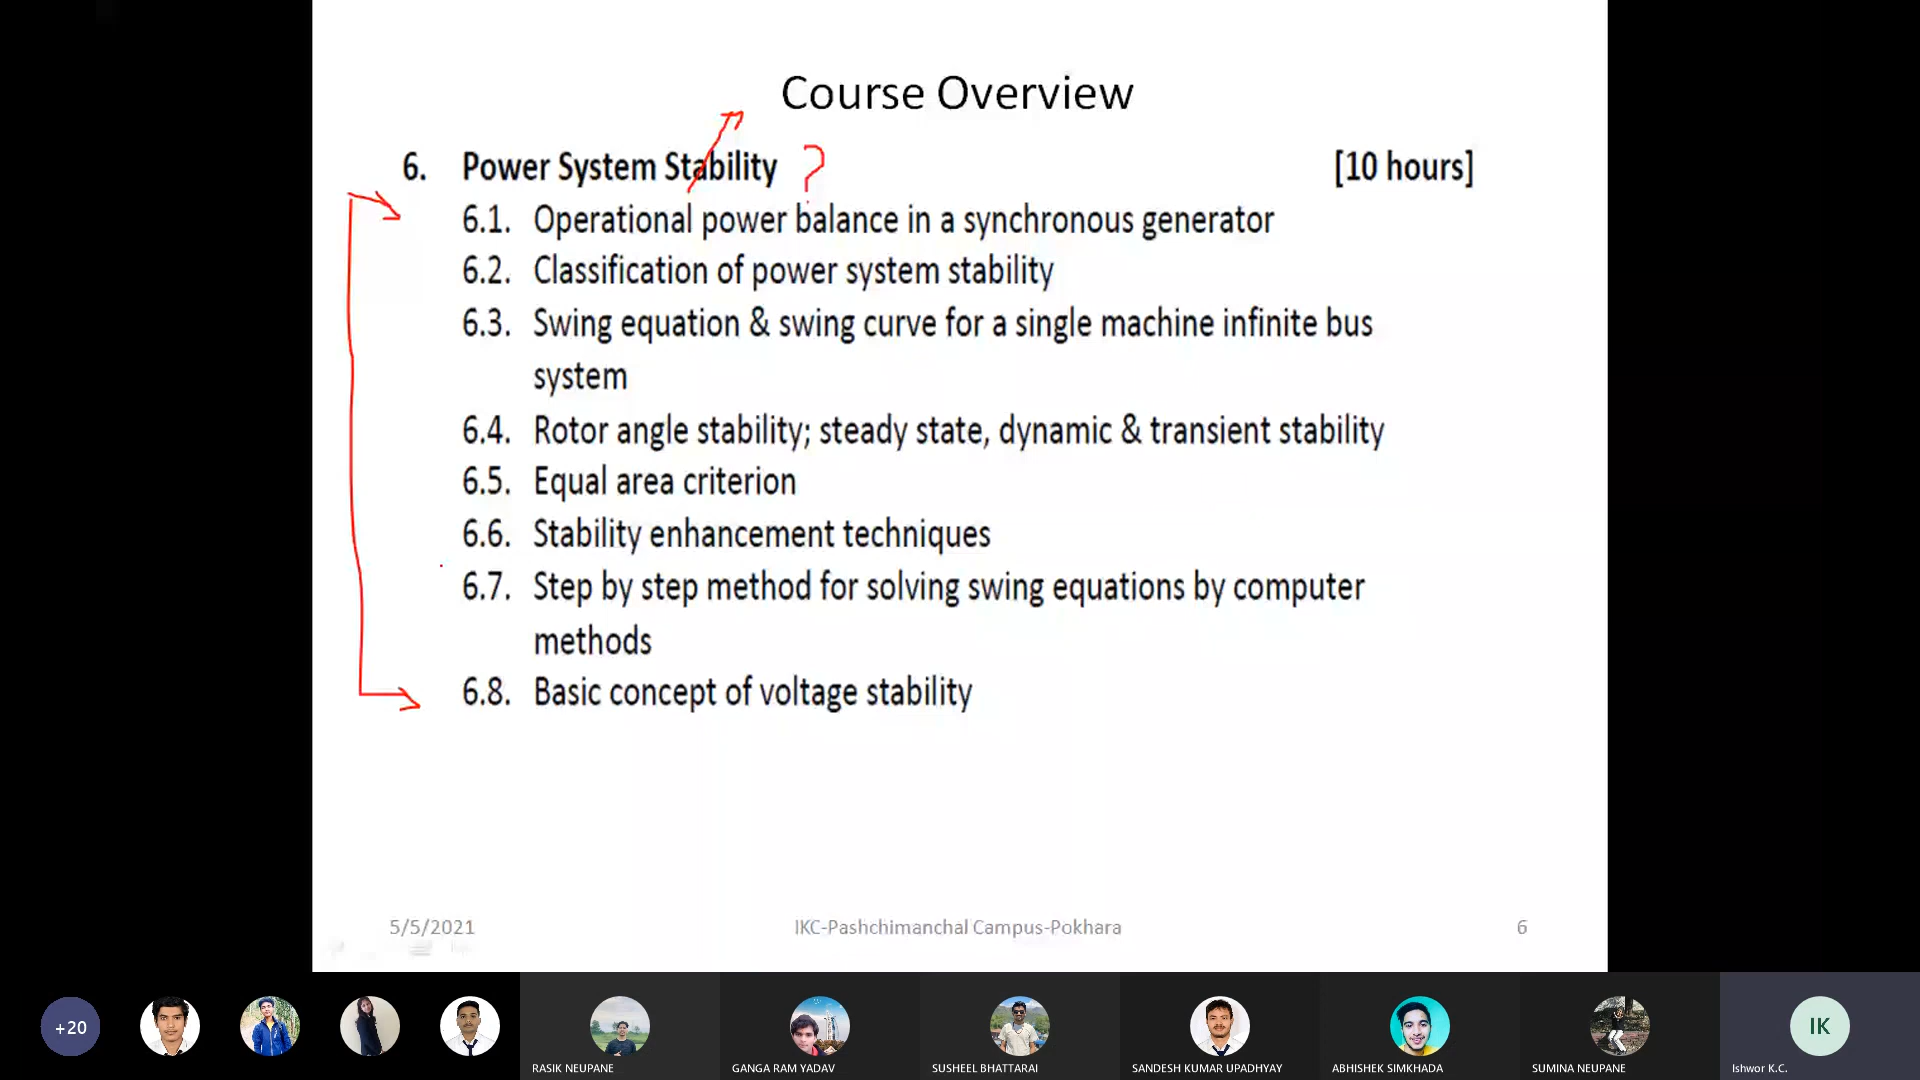 Course Overview
6. Power System Stability ? [10 hours]
6.1. Operational power balance in a synchronous generator
6.2. Classification of power system stability
6.3. Swing equation & swing curve for a single machine infinite bus
system
6.4. Rotor angle stability; steady state, dynamic & transient stability
6.5. Equal area criterion
6.6. Stability enhancement techniques
6.7. Step by step method for solving swing equations by computer
methods
6.8. Basic concept of voltage stability
5/5/2021 IKC-Pashchimanchal Campus-Pokhara 6
+20
IK
RASIK NEUPANE
GANGA RAM YADAV
SUSHEEL BHATTARAI
SANDESH KUMAR UPADHYAY
ABHISHEK SIMKHADA
SUMINA NEUPANE
Ishwor K.C.